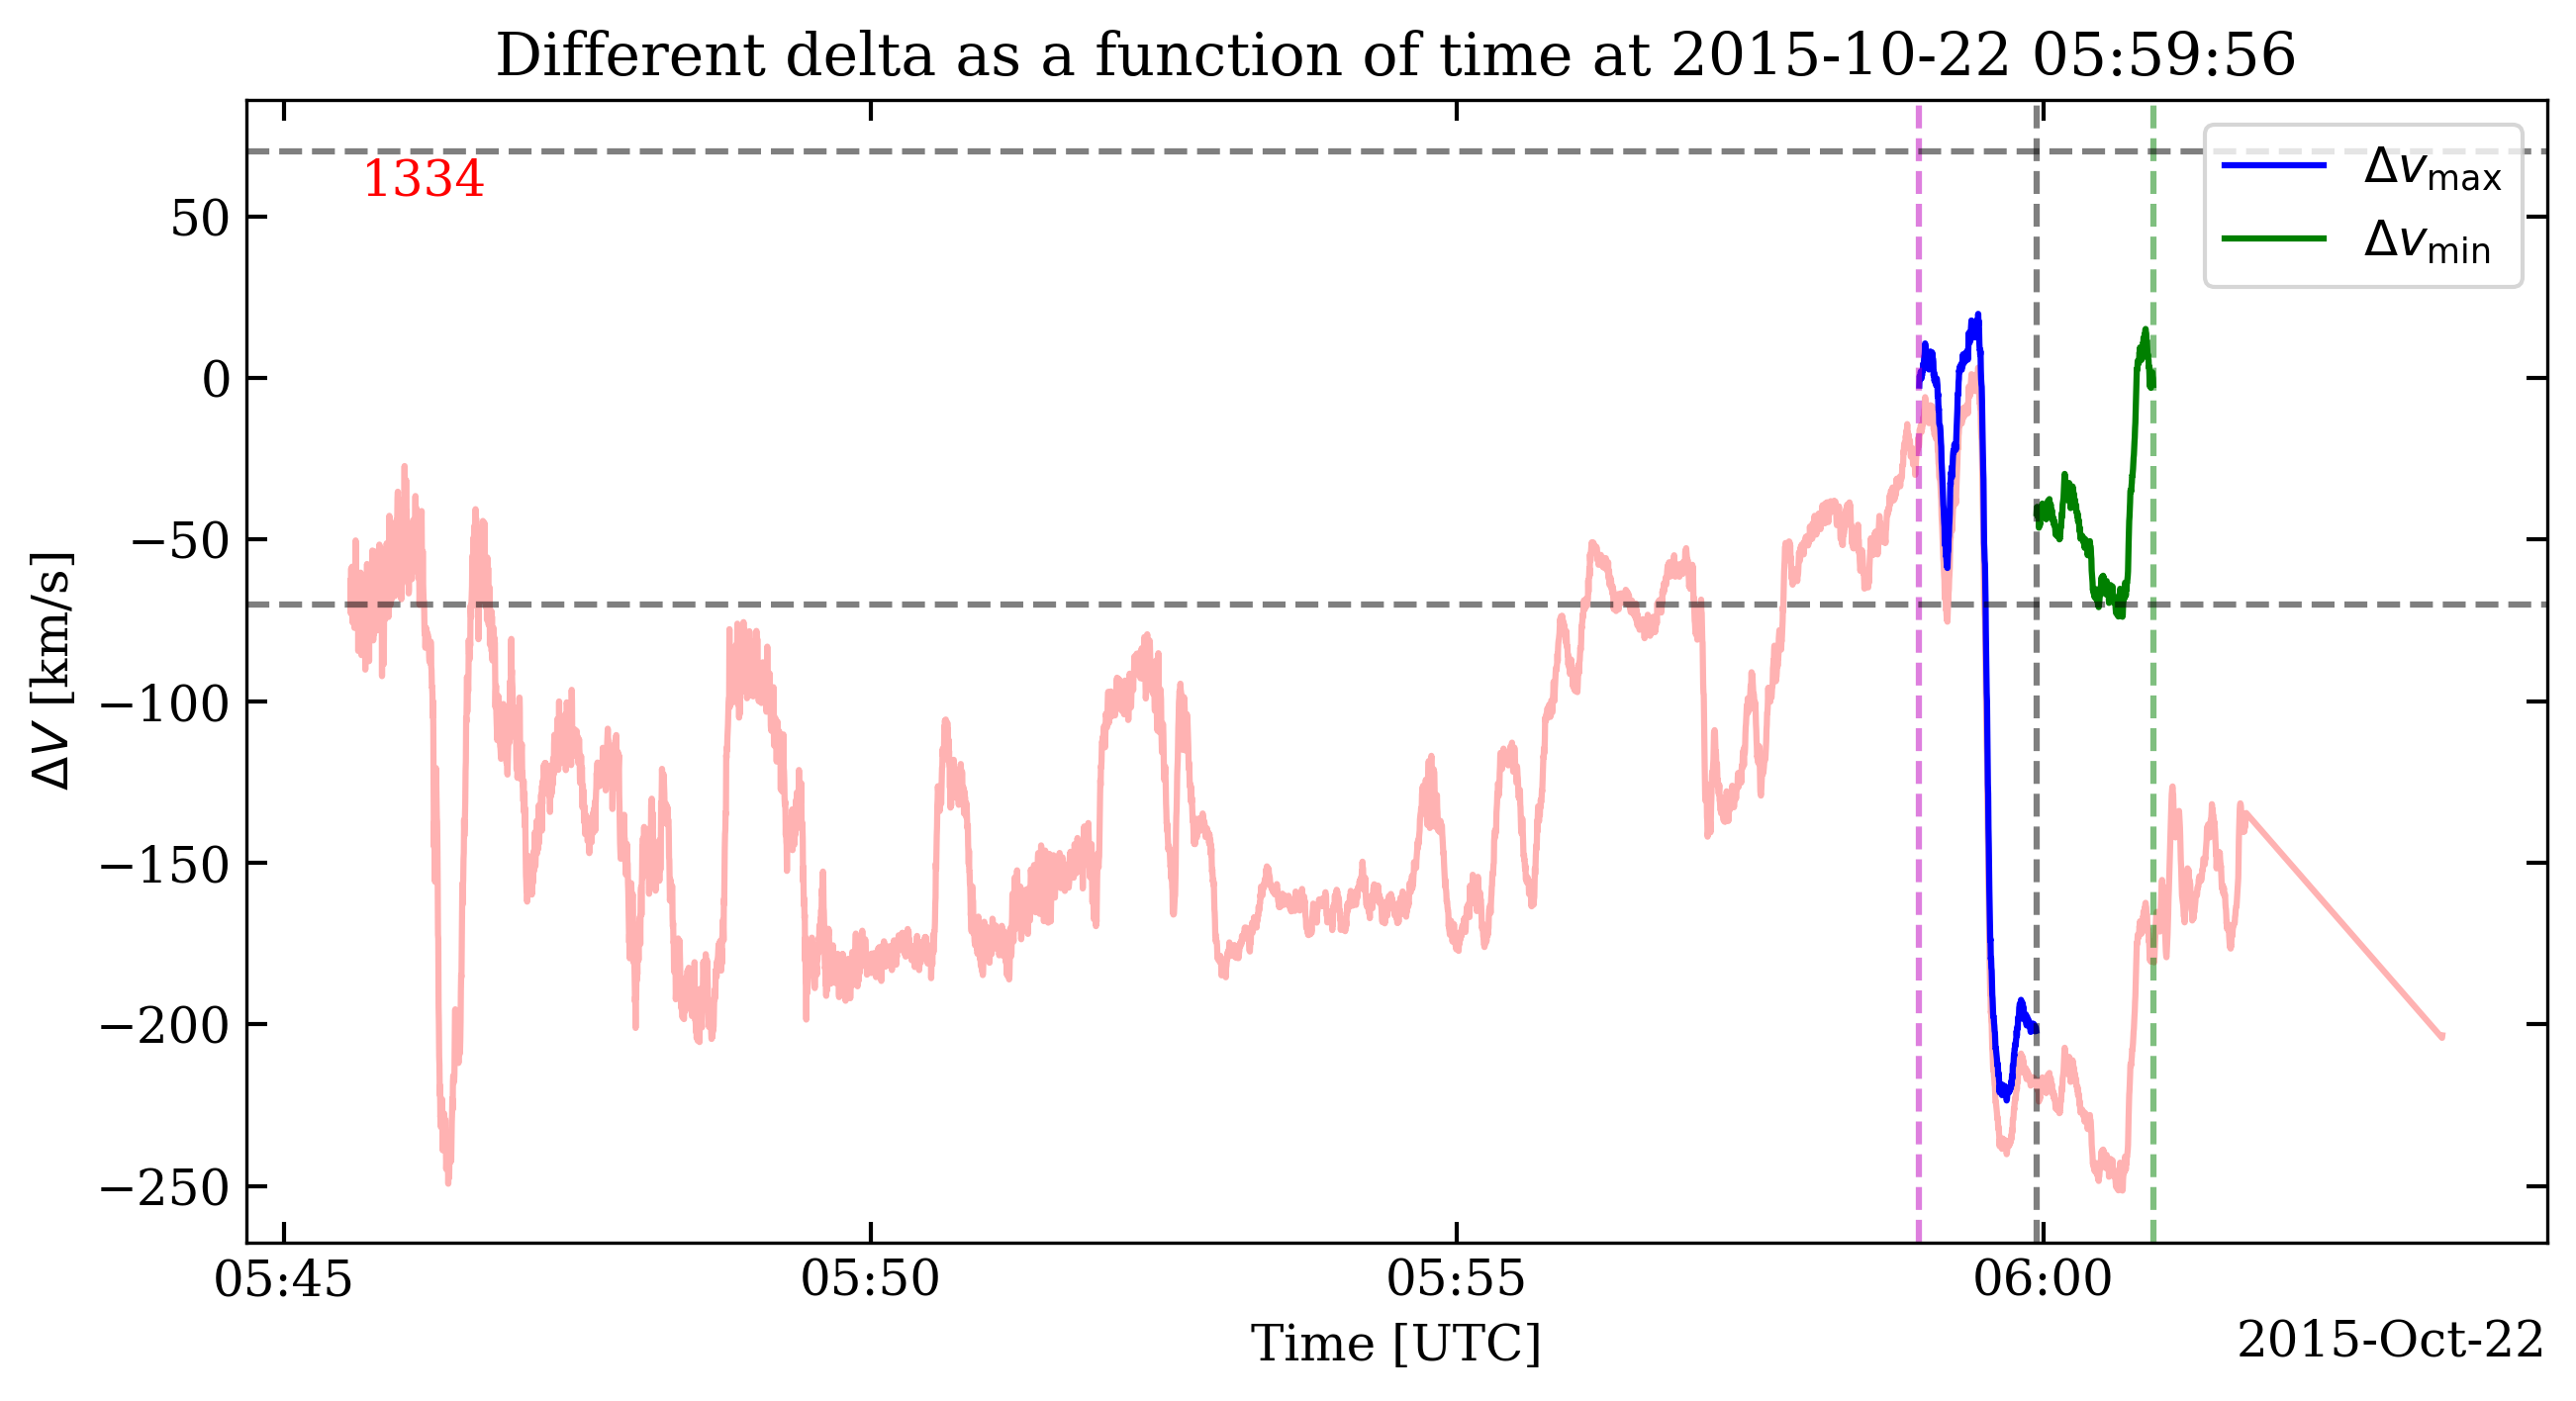 Different delta as a function of time at 2015-10-22 05:59:56
1334
Δv_max
Δv_min
50
0
−50
−100
−150
−200
−250
ΔV [km/s]
05:45
05:50
05:55
06:00
Time [UTC]
2015-Oct-22